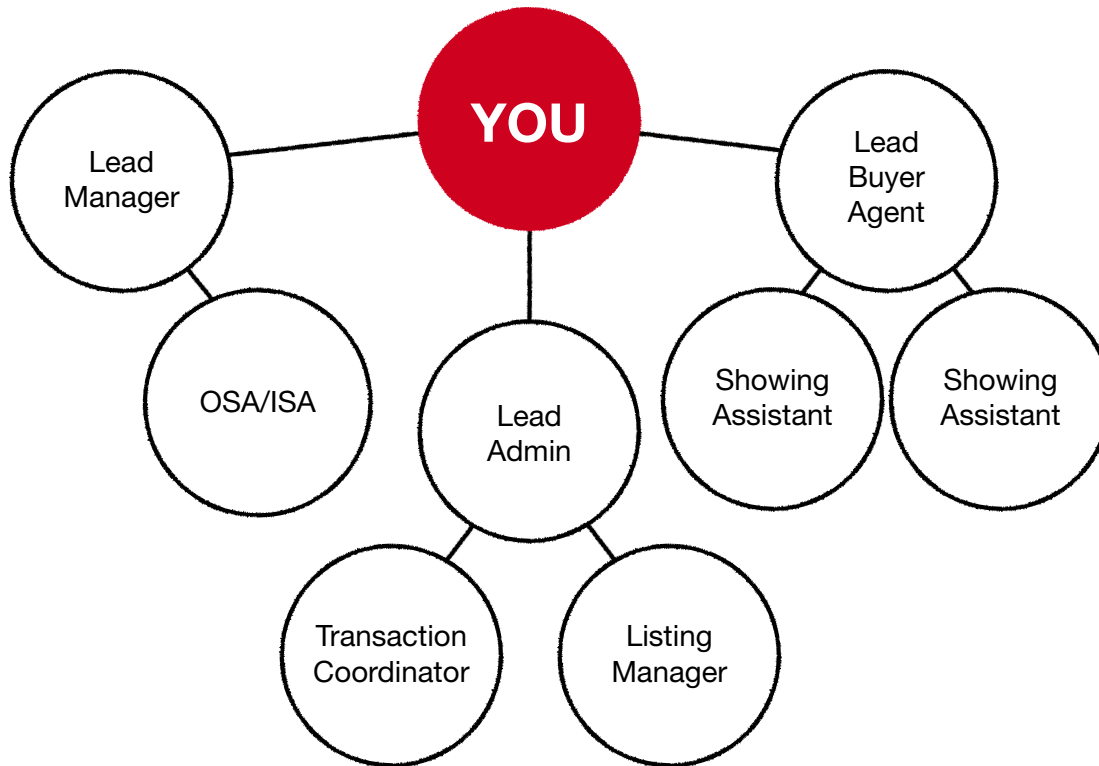 YOU
Lead
Manager
Lead
Buyer
Agent
OSA/ISA
Lead
Admin
Showing
Assistant
Showing
Assistant
Transaction
Coordinator
Listing
Manager